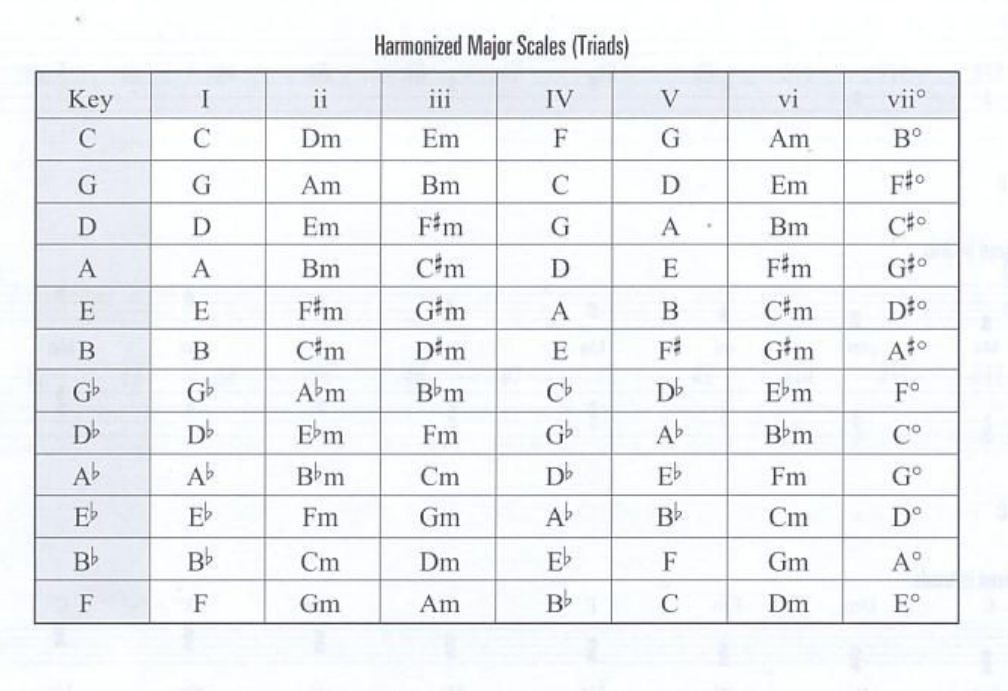 Harmonized Major Scales (Triads)
Key I ii iii IV V vi vii°
C C Dm Em F G Am B°
G G Am Bm C D Em F♯°
D D Em F♯m G A Bm C♯°
A A Bm C♯m D E F♯m G♯°
E E F♯m G♯m A B C♯m D♯°
B B C♯m D♯m E F♯ G♯m A♯°
G♭ G♭ A♭m B♭m C♭ D♭ E♭m F°
D♭ D♭ E♭m Fm G♭ A♭ B♭m C°
A♭ A♭ B♭m Cm D♭ E♭ Fm G°
E♭ E♭ Fm Gm A♭ B♭ Cm D°
B♭ B♭ Cm Dm E♭ F Gm A°
F F Gm Am B♭ C Dm E°